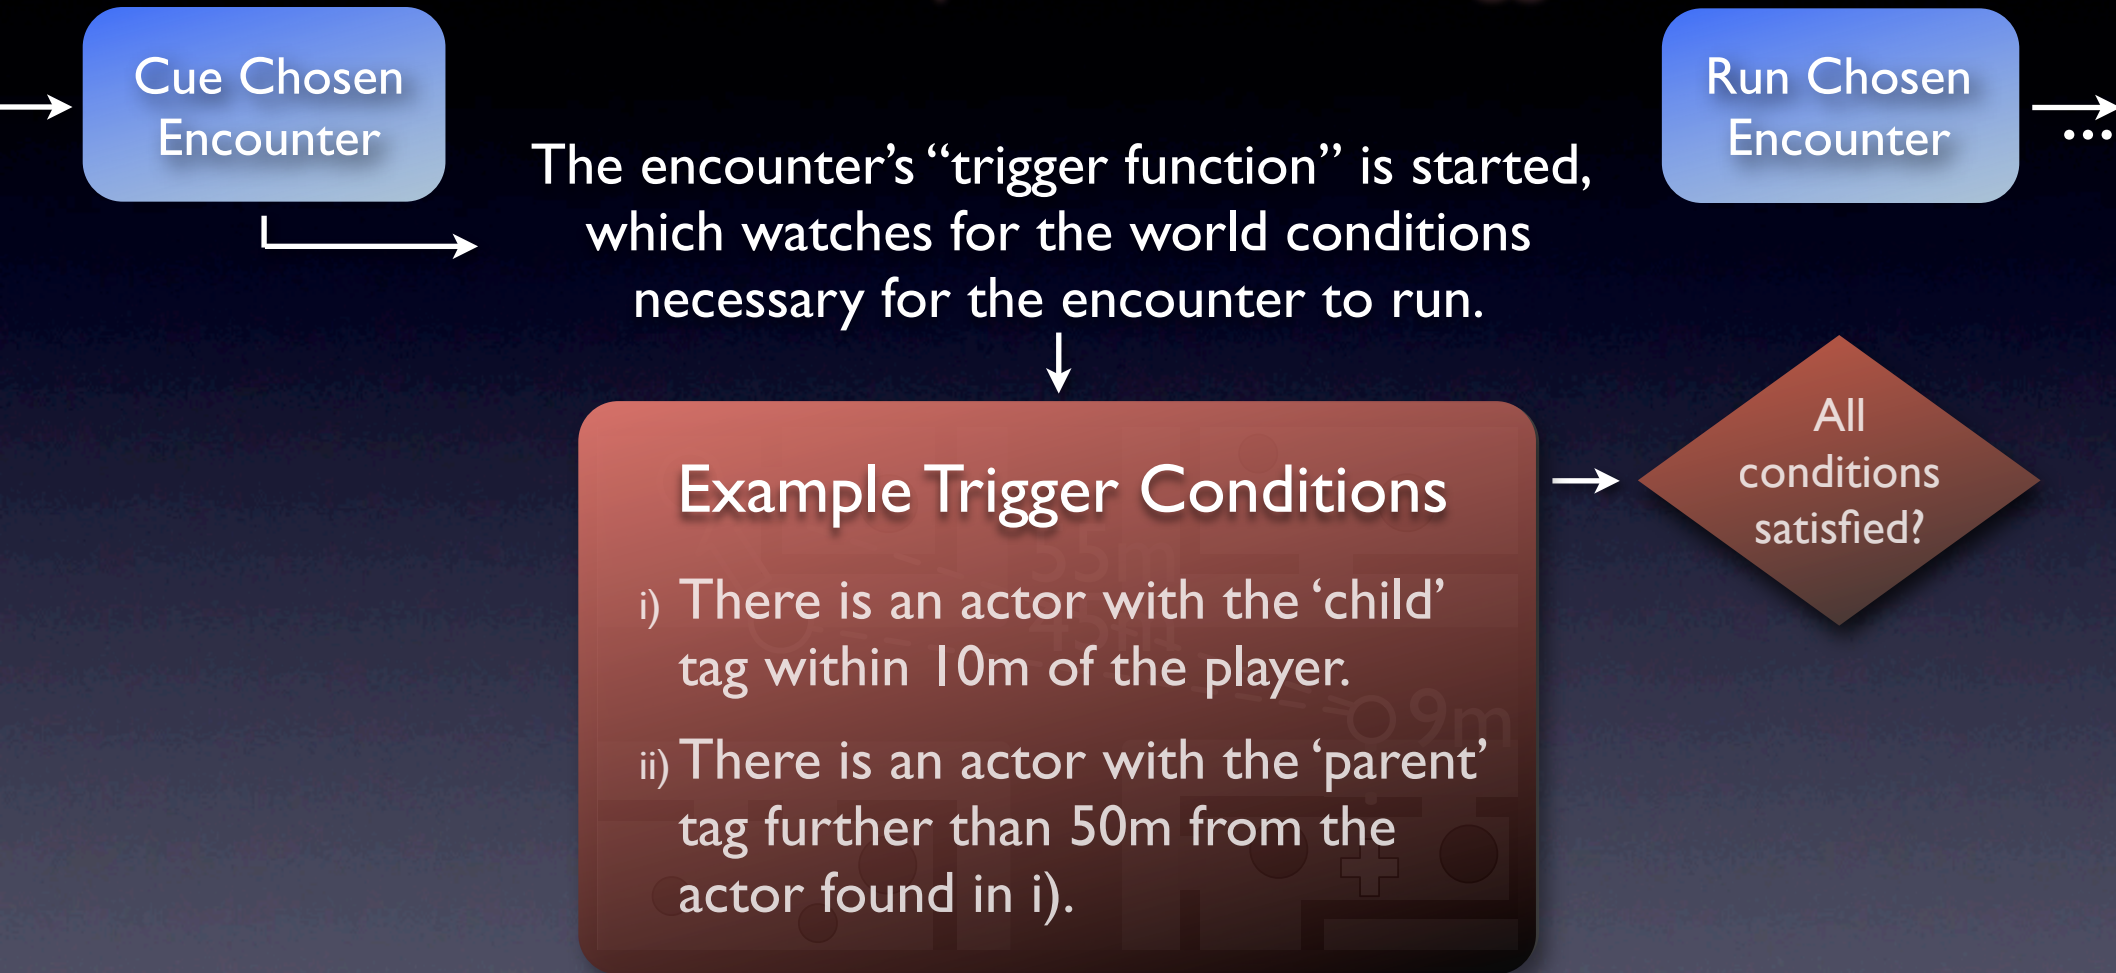 Cue Chosen
Encounter
Run Chosen
Encounter
...
The encounter’s “trigger function” is started,
which watches for the world conditions
necessary for the encounter to run.
Example Trigger Conditions
i) There is an actor with the ‘child’
tag within 10m of the player.
ii) There is an actor with the ‘parent’
tag further than 50m from the
actor found in i).
All
conditions
satisfied?
9m